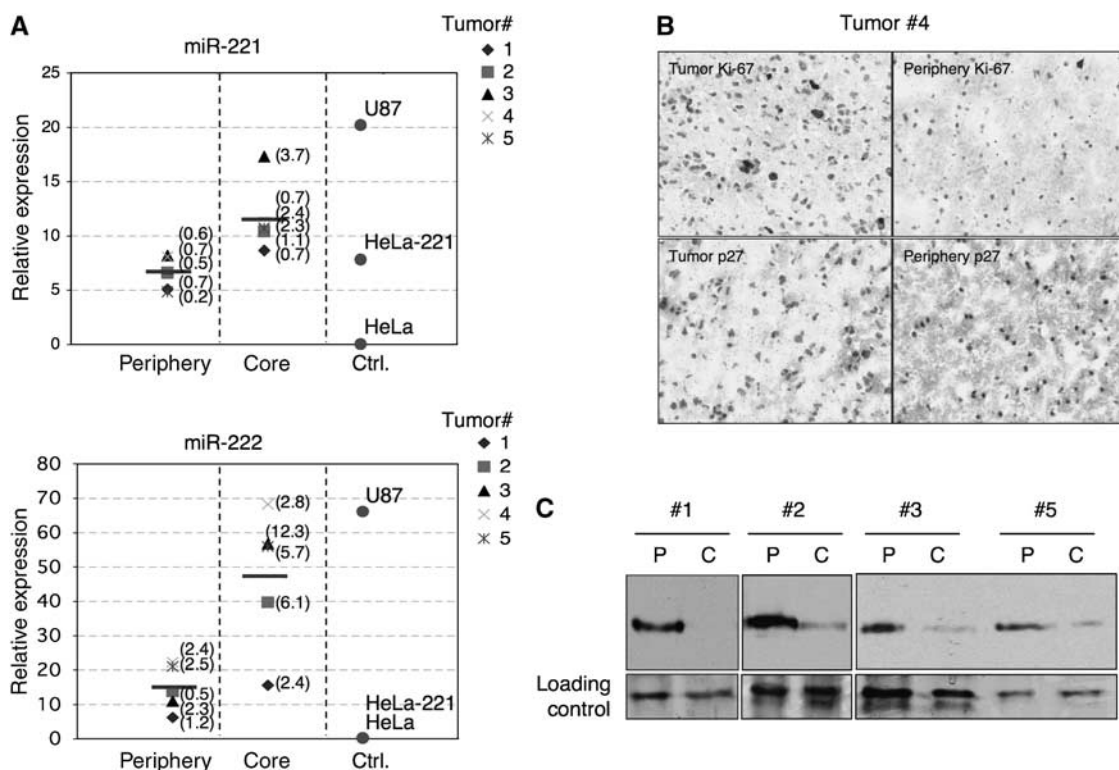 A
miR-221
Tumor#
1
2
3
4
5
Relative expression
25
20
15
10
5
0
U87
HeLa-221
HeLa
(3.7)
(0.7)
(2.4)
(2.3)
(1.1)
(0.7)
(0.6)
(0.7)
(0.5)
(0.7)
(0.2)
Periphery Core Ctrl.
miR-222
Tumor#
1
2
3
4
5
Relative expression
80
70
60
50
40
30
20
10
0
U87
HeLa-221
HeLa
(2.8)
(12.3)
(5.7)
(6.1)
(2.4)
(2.4)
(2.5)
(0.5)
(2.3)
(1.2)
Periphery Core Ctrl.
B
Tumor #4
Tumor Ki-67
Periphery Ki-67
Tumor p27
Periphery p27
C
#1 #2 #3 #5
P C P C P C P C
Loading
control